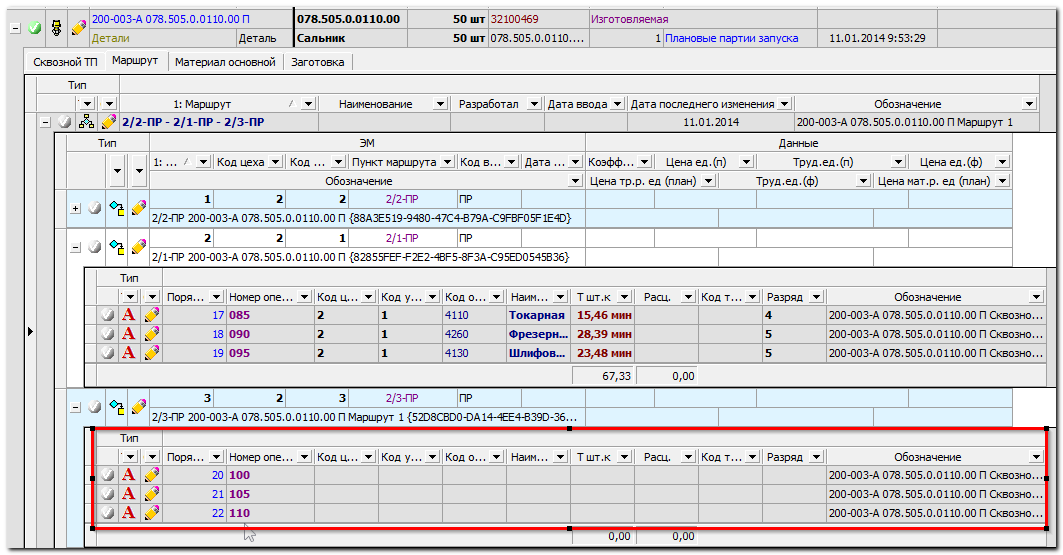 200-003-А 078.505.0.0110.00 П 078.505.0.0110.00 50 шт 32100469 Изготовляемая
Детали Деталь Сальник 50 шт 078.505.0.0110.... 1 Плановые партии запуска 11.01.2014 9:53:29
Сквозной ТП Маршрут Материал основной Заготовка
Тип
1: Маршрут Наименование Разработал Дата ввода Дата последнего изменения Обозначение
2/2-ПР - 2/1-ПР - 2/3-ПР 11.01.2014 200-003-А 078.505.0.0110.00 П Маршрут 1
Тип ЭМ Данные
1: ... Код цеха Код ... Пункт маршрута Код в... Дата ... Коэфф... Цена ед.(п) Труд.ед.(п) Цена ед.(ф)
Обозначение Цена тр.р. ед (план) Труд.ед.(ф) Цена мат.р. ед (план)
1 2 2 2/2-ПР ПР
2/2-ПР 200-003-А 078.505.0.0110.00 П {88A3E519-9480-47C4-B79A-C9FBF05F1E4D}
2 2 1 2/1-ПР ПР
2/1-ПР 200-003-А 078.505.0.0110.00 П {82855FEF-F2E2-4BF5-8F3A-C95ED0545B36}
Тип
Поря... Номер опе... Код ц... Код у... Код о... Наим... Т шт.к Расц. Код т... Разряд Обозначение
17 085 2 1 4110 Токарная 15,46 мин 4 200-003-А 078.505.0.0110.00 П Сквозно...
18 090 2 1 4260 Фрезерн... 28,39 мин 5 200-003-А 078.505.0.0110.00 П Сквозно...
19 095 2 1 4130 Шлифов... 23,48 мин 5 200-003-А 078.505.0.0110.00 П Сквозно...
67,33 0,00
3 2 3 2/3-ПР ПР
2/3-ПР 200-003-А 078.505.0.0110.00 П Маршрут 1 {52D8CBD0-DA14-4EE4-B39D-36...
Тип
Поря... Номер опе... Код ц... Код у... Код о... Наим... Т шт.к Расц. Код т... Разряд Обозначение
20 100 200-003-А 078.505.0.0110.00 П Сквозно...
21 105 200-003-А 078.505.0.0110.00 П Сквозно...
22 110 200-003-А 078.505.0.0110.00 П Сквозно...
0,00 0,00